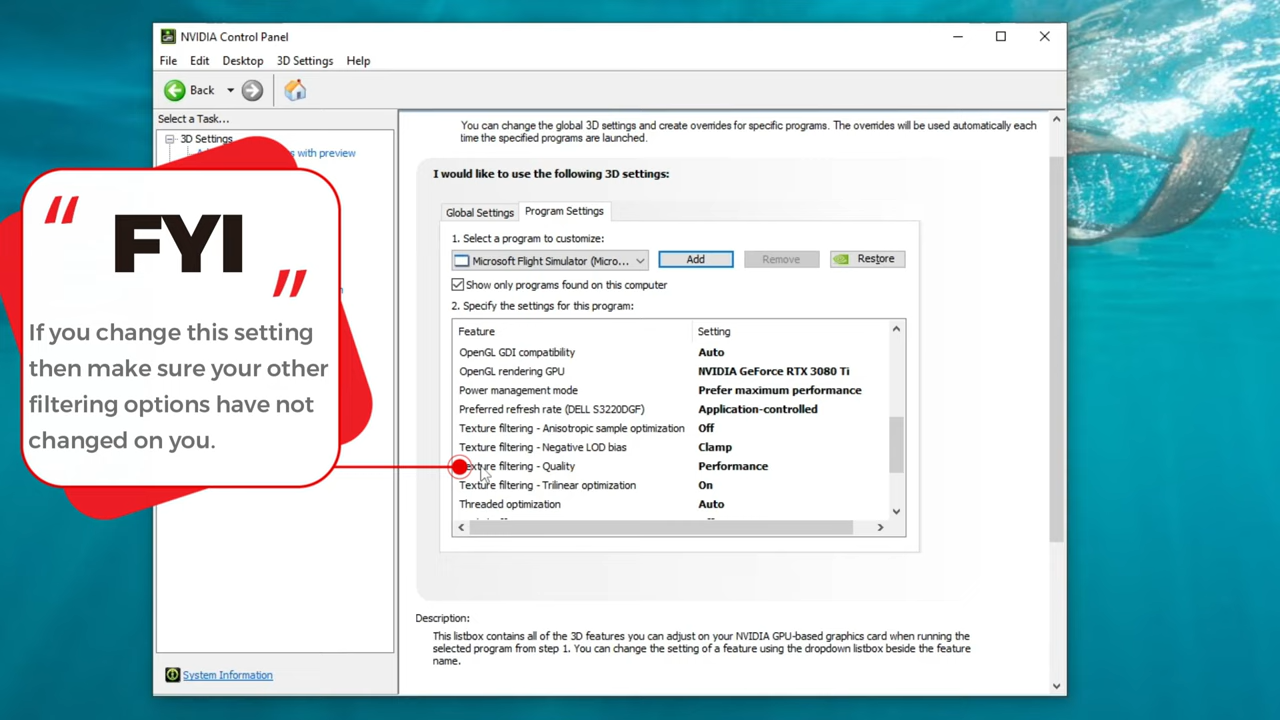 NVIDIA Control Panel
File Edit Desktop 3D Settings Help
Back
Select a Task...
3D Settings
with preview
System Information
“ FYI ”
If you change this setting
then make sure your other
filtering options have not
changed on you.
You can change the global 3D settings and create overrides for specific programs. The overrides will be used automatically each
time the specified programs are launched.
I would like to use the following 3D settings:
Global Settings Program Settings
1. Select a program to customize:
Microsoft Flight Simulator (Micro... Add Remove Restore
Show only programs found on this computer
2. Specify the settings for this program:
Feature Setting
OpenGL GDI compatibility Auto
OpenGL rendering GPU NVIDIA GeForce RTX 3080 Ti
Power management mode Prefer maximum performance
Preferred refresh rate (DELL S3220DGF) Application-controlled
Texture filtering - Anisotropic sample optimization Off
Texture filtering - Negative LOD bias Clamp
Texture filtering - Quality Performance
Texture filtering - Trilinear optimization On
Threaded optimization Auto
Description:
This listbox contains all of the 3D features you can adjust on your NVIDIA GPU-based graphics card when running the
selected program from step 1. You can change the setting of a feature using the dropdown listbox beside the feature
name.